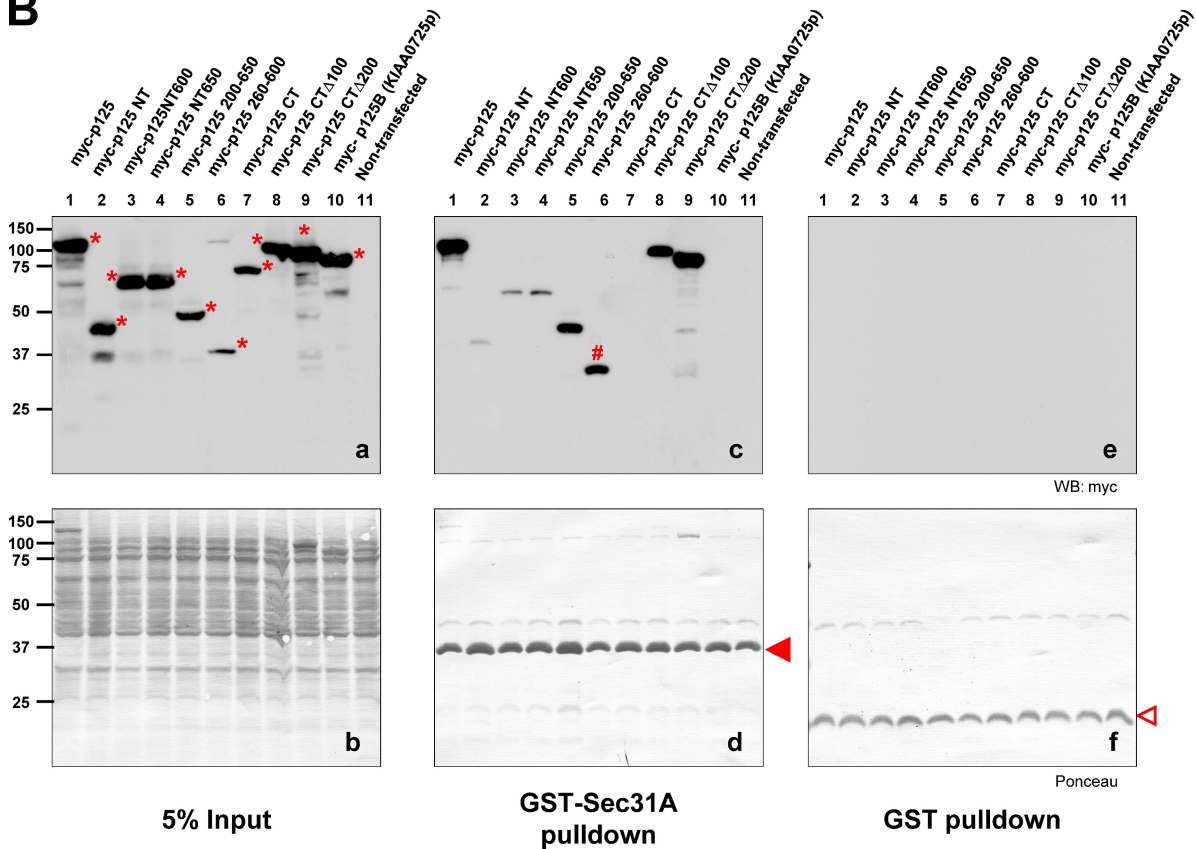 B
myc-p125
myc-p125 NT
myc-p125NT600
myc-p125 NT650
myc-p125 200-650
myc-p125 260-600
myc-p125 CT
myc-p125 CTΔ100
myc-p125 CTΔ200
myc- p125B (KIAA0725p)
Non-transfected
myc-p125
myc-p125 NT
myc-p125 NT600
myc-p125 NT650
myc-p125 200-650
myc-p125 260-600
myc-p125 CT
myc-p125 CTΔ100
myc-p125 CTΔ200
myc- p125B (KIAA0725p)
Non-transfected
myc-p125
myc-p125 NT
myc-p125 NT600
myc-p125 NT650
myc-p125 200-650
myc-p125 260-600
myc-p125 CT
myc-p125 CTΔ100
myc-p125 CTΔ200
myc- p125B (KIAA0725p)
Non-transfected
1 2 3 4 5 6 7 8 9 10 11
1 2 3 4 5 6 7 8 9 10 11
1 2 3 4 5 6 7 8 9 10 11
150
100
75
50
37
25
* * * * * * * * * *
#
a
c
e
WB: myc
150
100
75
50
37
25
b
d
f
Ponceau
5% Input
GST-Sec31A
pulldown
GST pulldown